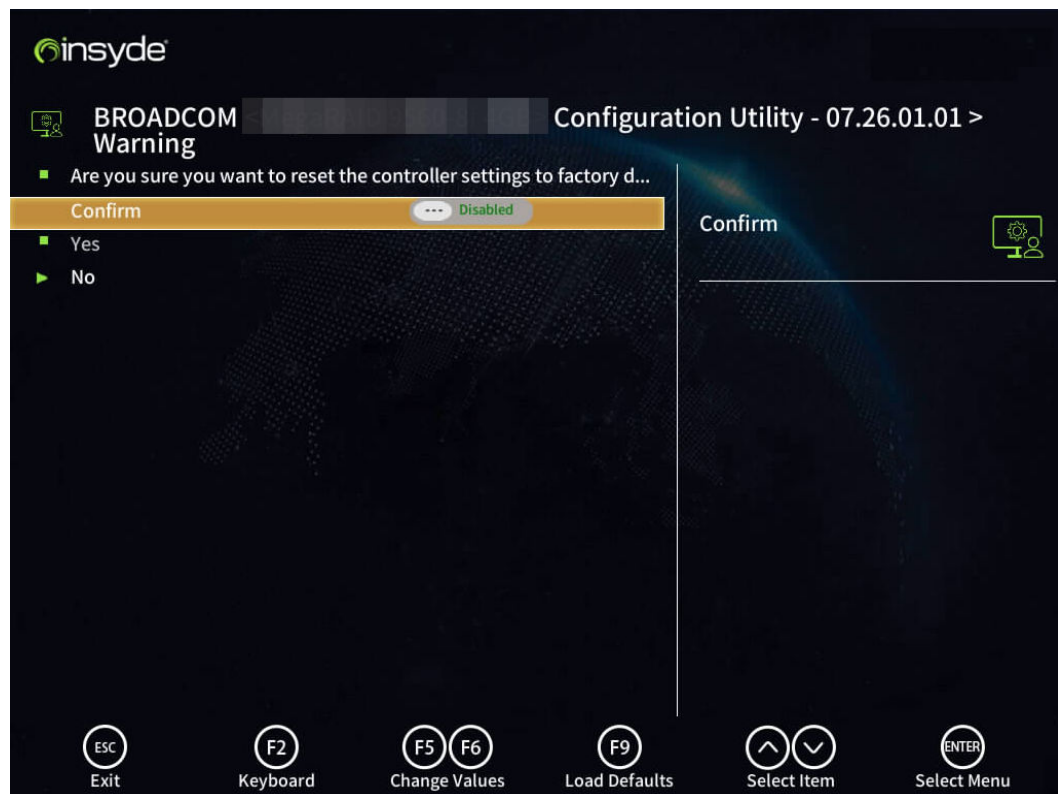 insyde
BROADCOM Configuration Utility - 07.26.01.01 >
Warning
Are you sure you want to reset the controller settings to factory d...
Confirm --- Disabled
Yes
No
Confirm
ESC F2 F5 F6 F9 ENTER
Exit Keyboard Change Values Load Defaults Select Item Select Menu